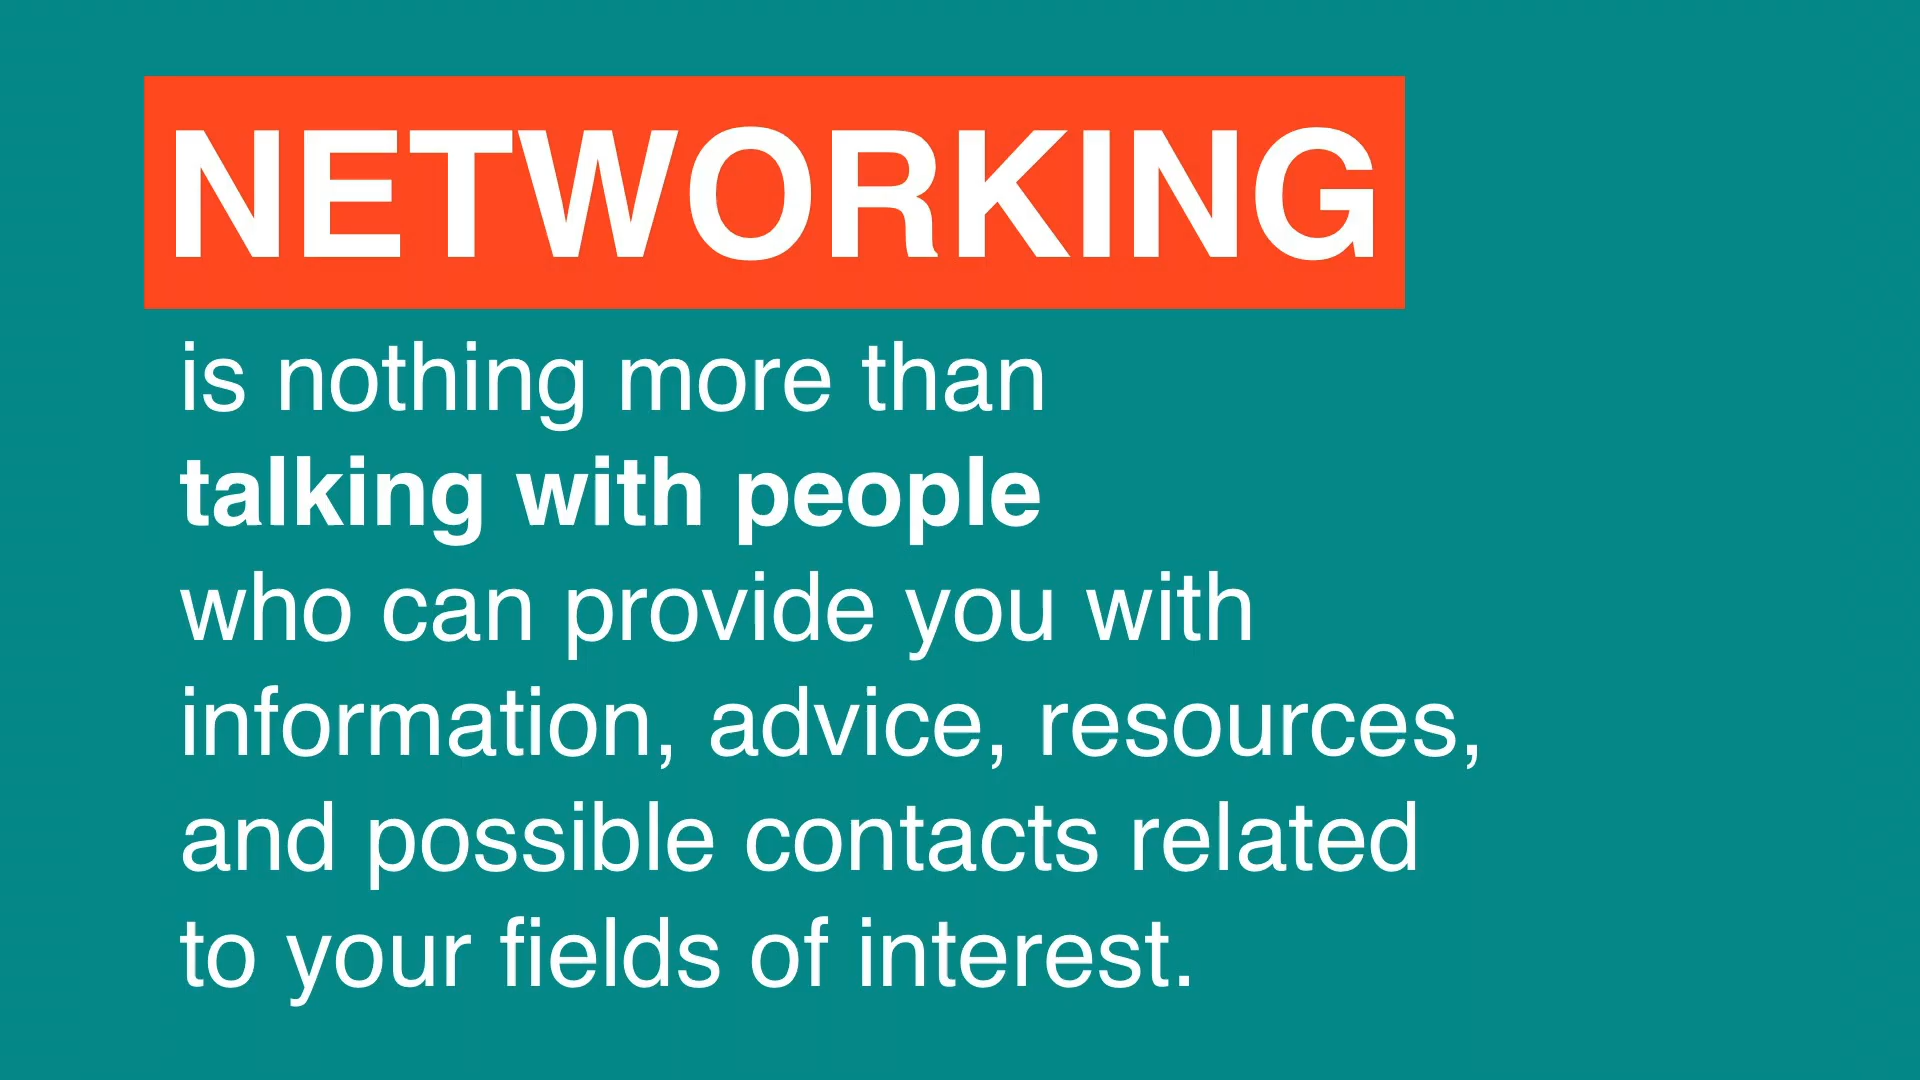 NETWORKING
is nothing more than
talking with people
who can provide you with
information, advice, resources,
and possible contacts related
to your fields of interest.